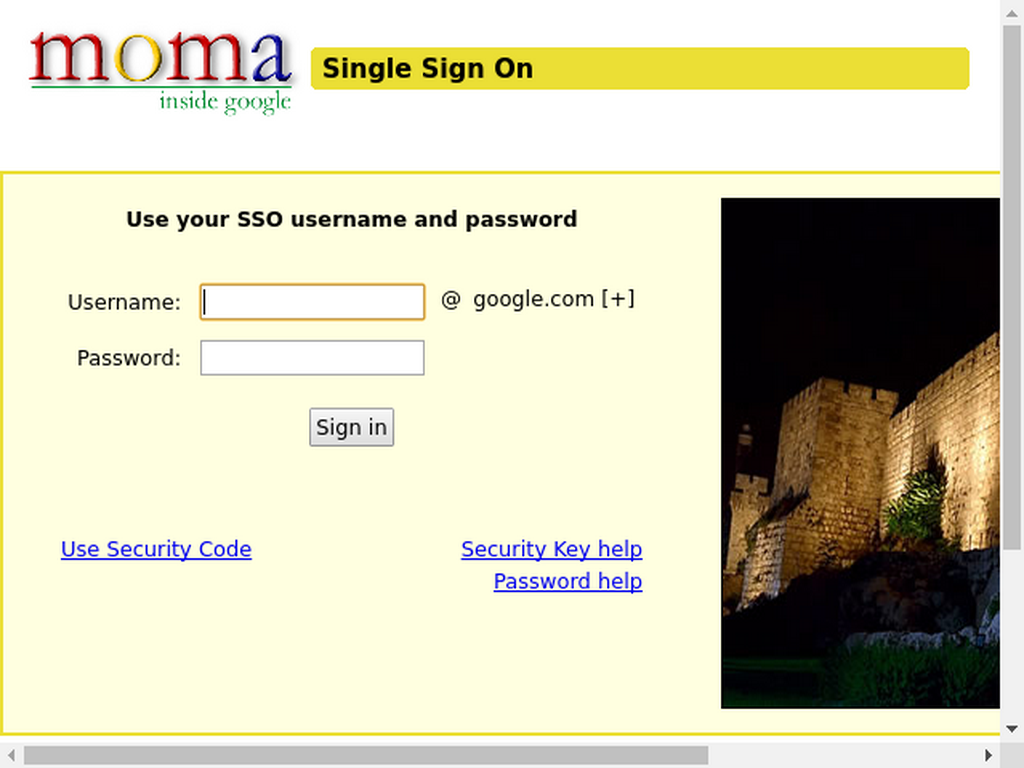 moma
inside google
Single Sign On
Use your SSO username and password
Username:
@ google.com [+]
Password:
Sign in
Use Security Code
Security Key help
Password help